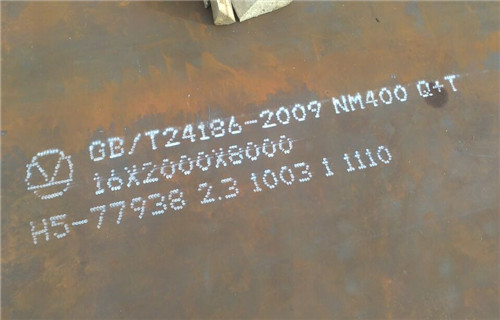 GB/T24186-2009 NM400 Q+T
16X2000X8000
H5-77938 2.3 1003 1 1110